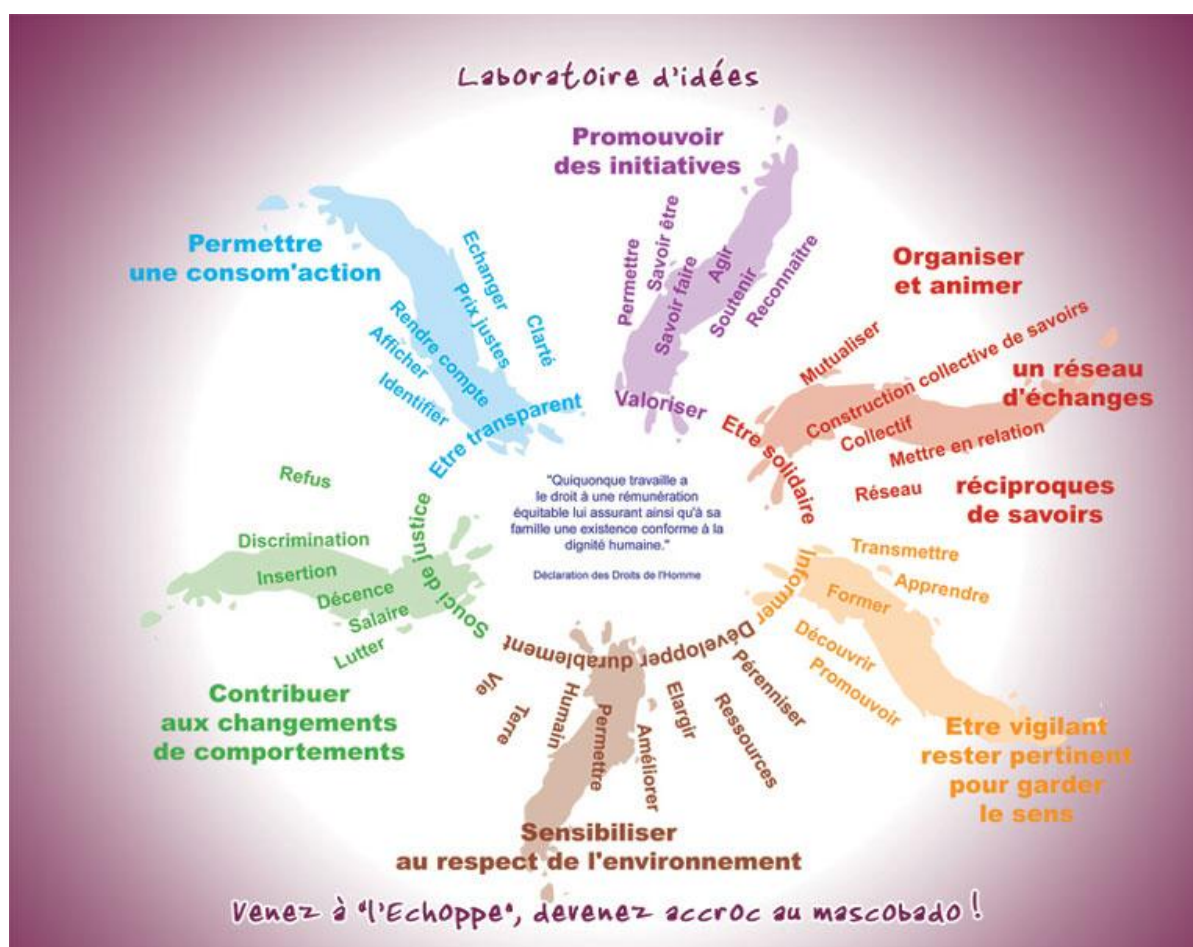 Laboratoire d'idées
Promouvoir
des initiatives
Permettre
Savoir être
Savoir faire
Agir
Soutenir
Reconnaître
Valoriser
Organiser
et animer
un réseau
d'échanges
réciproques
de savoirs
Mutualiser
Construction collective de savoirs
Collectif
Mettre en relation
Réseau
Etre solidaire
Transmettre
Apprendre
Former
Découvrir
Promouvoir
Informer
Etre vigilant
rester pertinent
pour garder
le sens
Développer durablement
Pérenniser
Ressources
Elargir
Améliorer
Permettre
Humain
Terre
Vie
Sensibiliser
au respect de l'environnement
Souci de justice
Refus
Discrimination
Insertion
Décence
Salaire
Lutter
Contribuer
aux changements
de comportements
Permettre
une consom'action
Echanger
Prix justes
Clarté
Rendre compte
Afficher
Identifier
Etre transparent
"Quiquonque travaille a
le droit à une rémunération
équitable lui assurant ainsi qu'à sa
famille une existence conforme à la
dignité humaine."
Déclaration des Droits de l'Homme
Venez à "l'Echoppe", devenez accroc au mascobado !